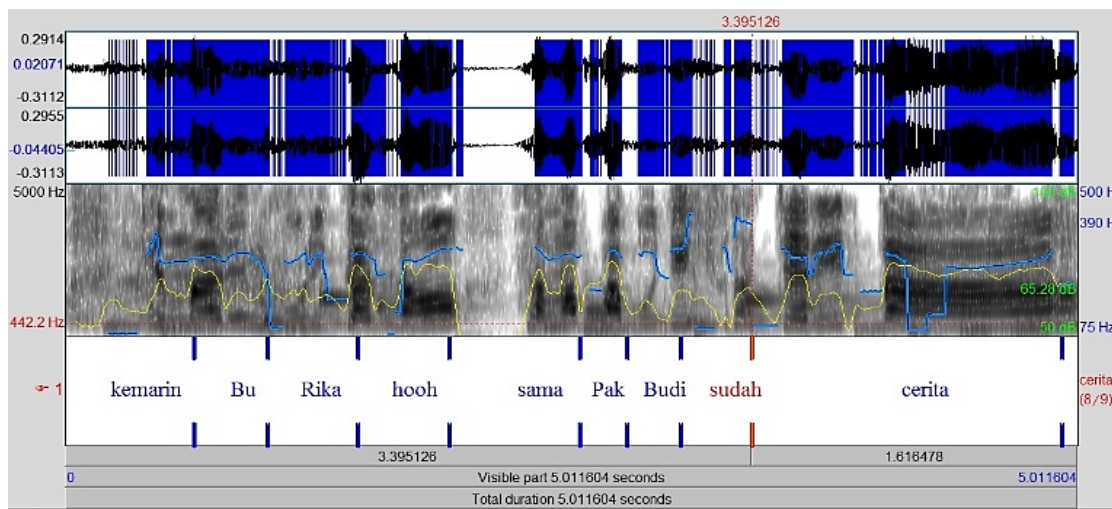 3.395126
0.2914
0.02071
-0.3112
0.2955
-0.04405
-0.3113
5000 Hz
500 Hz
390 Hz
65.28 dB
442.2 Hz
50 dB
75 Hz
1
kemarin Bu Rika hooh sama Pak Budi sudah cerita
cerita
(8/9)
3.395126 1.616478
0 Visible part 5.011604 seconds 5.011604
Total duration 5.011604 seconds